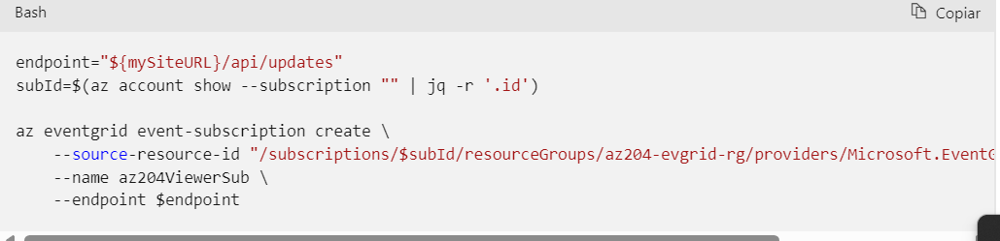 Bash
Copiar
endpoint="${mySiteURL}/api/updates"
subId=$(az account show --subscription "" | jq -r '.id')
az eventgrid event-subscription create \
--source-resource-id "/subscriptions/$subId/resourceGroups/az204-evgrid-rg/providers/Microsoft.EventG
--name az204ViewerSub \
--endpoint $endpoint